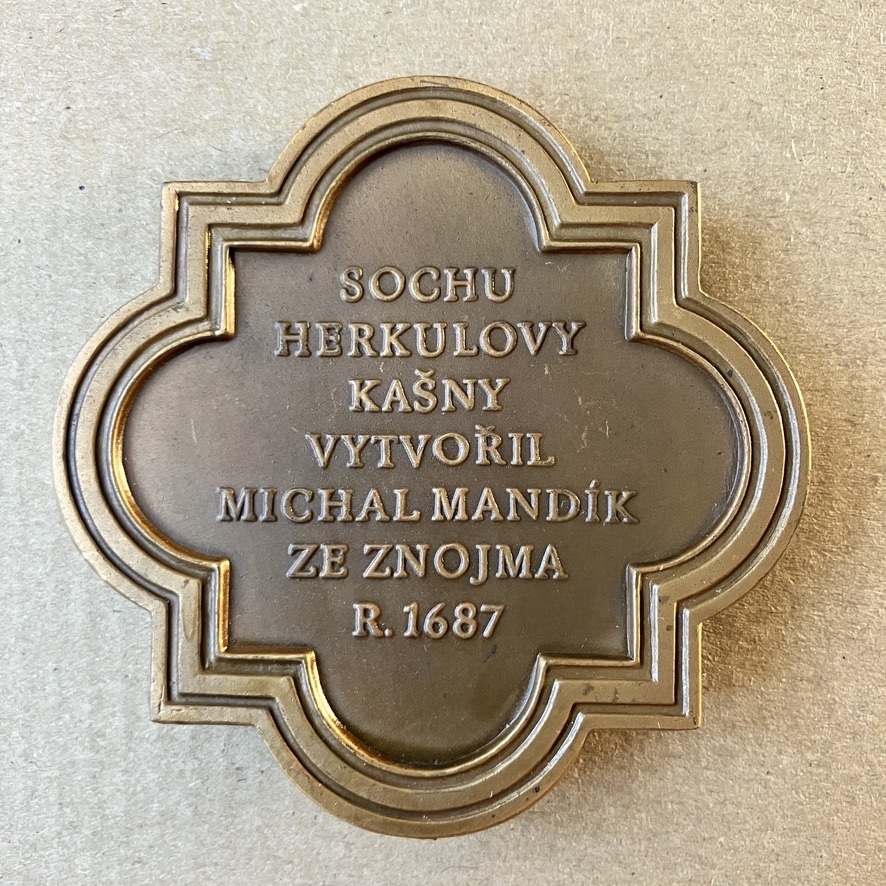 SOCHU
HERKULOVY
KAŠNY
VYTVOŘIL
MICHAL MANDÍK
ZE ZNOJMA
R. 1687